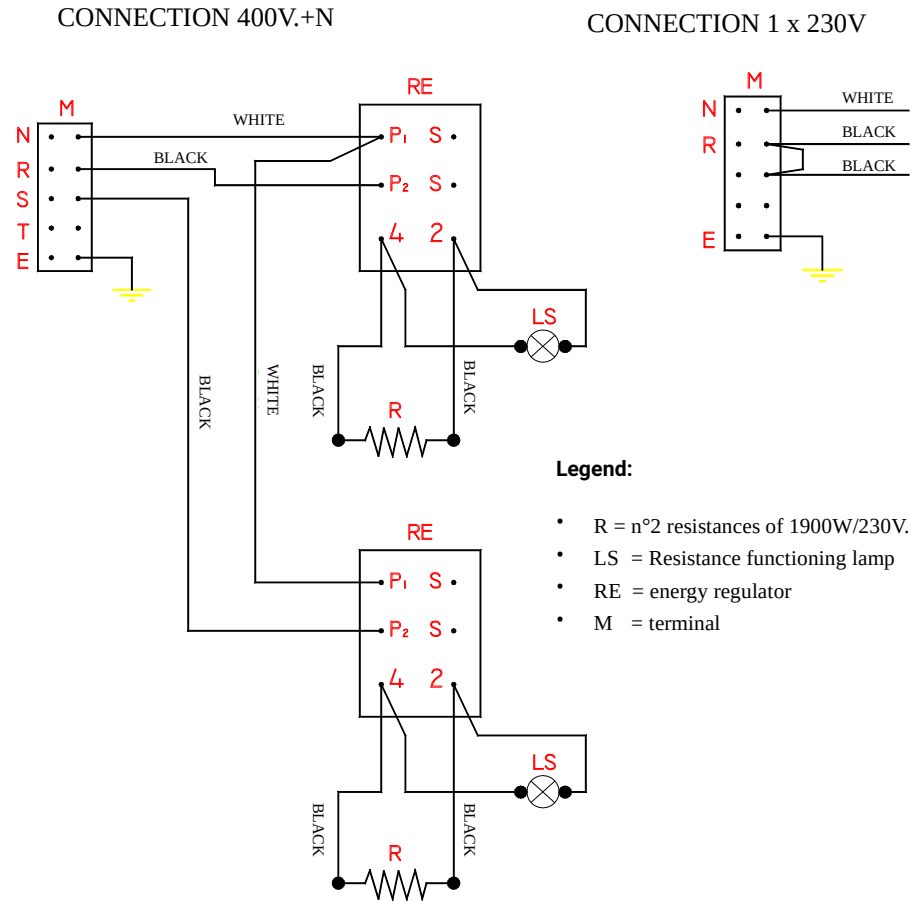 CONNECTION 400V.+N
CONNECTION 1 x 230V
M
N
R
S
T
E
WHITE
BLACK
RE
P1 S
P2 S
4 2
LS
BLACK
WHITE
BLACK
BLACK
R
M
N
R
E
WHITE
BLACK
BLACK
Legend:
• R = n°2 resistances of 1900W/230V.
• LS = Resistance functioning lamp
• RE = energy regulator
• M = terminal
RE
P1 S
P2 S
4 2
LS
BLACK
BLACK
R